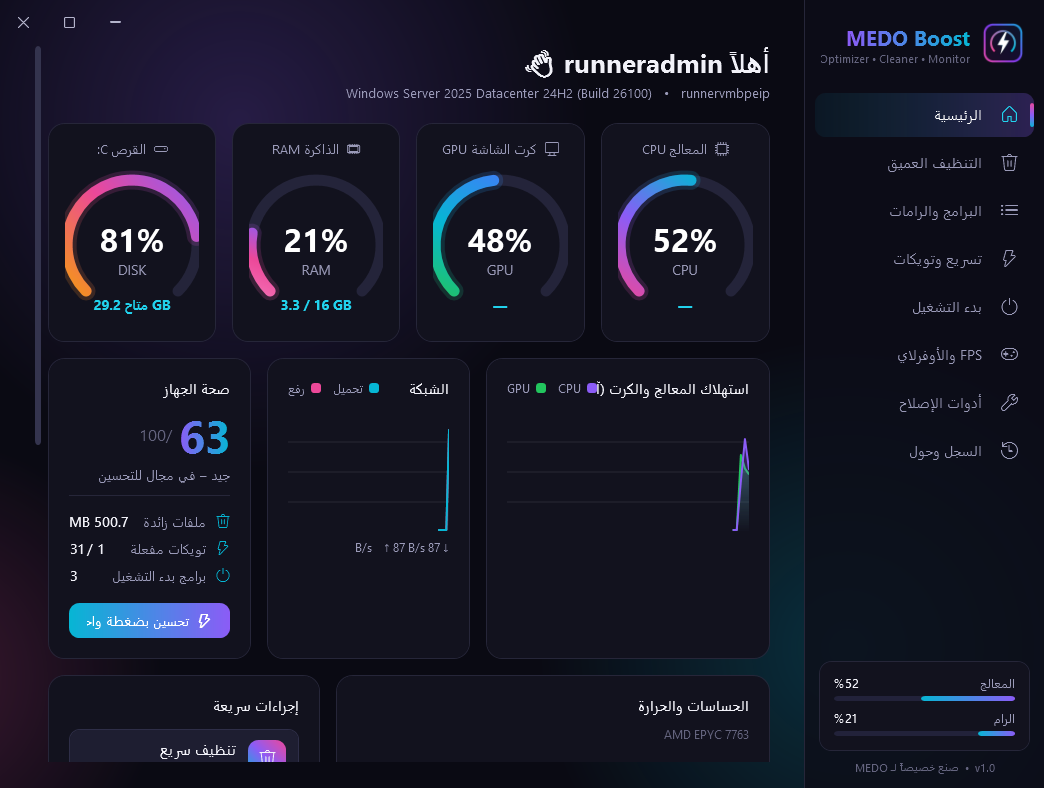 MEDO Boost
Optimizer • Cleaner • Monitor
الرئيسية
التنظيف العميق
البرامج والرامات
تسريع وتويكات
بدء التشغيل
FPS والأوفرلاي
أدوات الإصلاح
السجل وحول
المعالج
%52
الرام
%21
v1.0 • صنع خصيصاً لـ MEDO
أهلاً runneradmin
runnervmbpeip • Windows Server 2025 Datacenter 24H2 (Build 26100)
المعالج CPU
52%
CPU
—
كرت الشاشة GPU
48%
GPU
—
الذاكرة RAM
21%
RAM
3.3 / 16 GB
القرص C:
81%
DISK
29.2 متاح GB
استهلاك المعالج والكرت
CPU
GPU
الشبكة
تحميل
رفع
↓ 87 B/s ↑ 87 B/s
صحة الجهاز
63 /100
جيد – في مجال للتحسين
ملفات زائدة
500.7 MB
تويكات مفعلة
1 / 31
برامج بدء التشغيل
3
تحسين بضغطة
الحساسات والحرارة
AMD EPYC 7763
إجراءات سريعة
تنظيف سريع